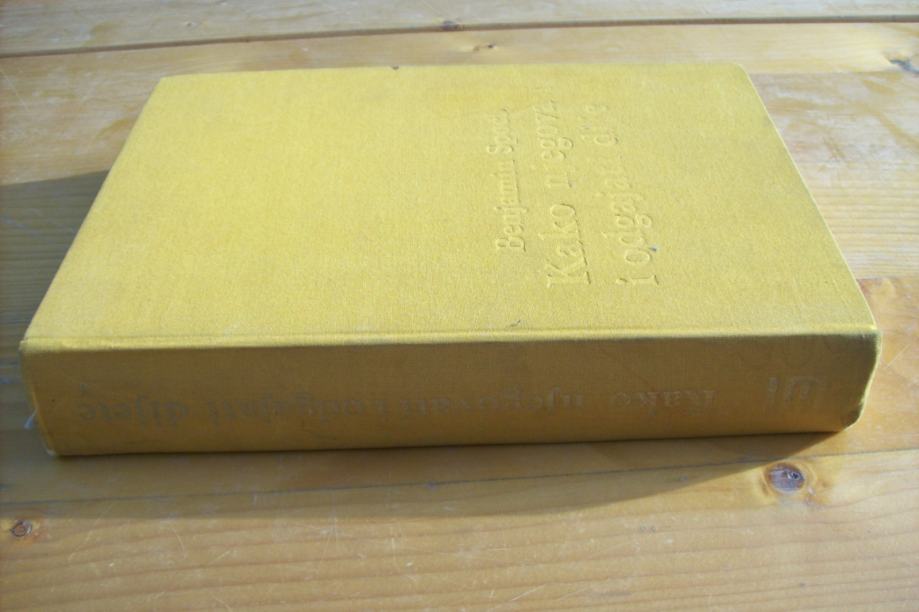 Benjamin Spock
Kako njegovati
i odgajati dijete
Kako njegovati i odgajati dijete